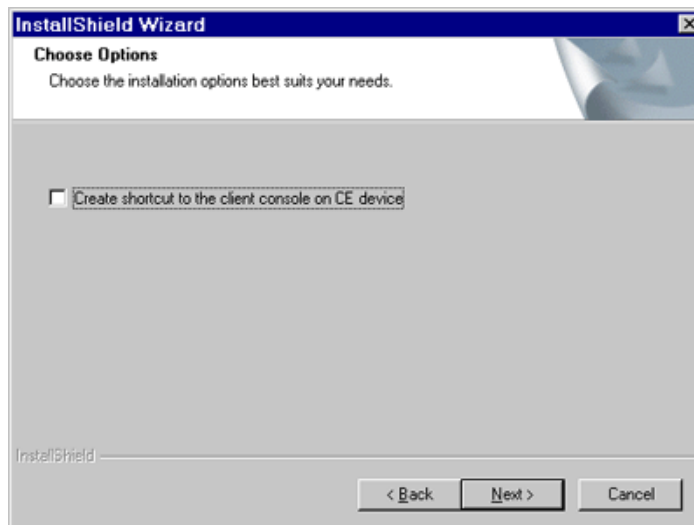 InstallShield Wizard
Choose Options
Choose the installation options best suits your needs.
Create shortcut to the client console on CE device
InstallShield
< Back
Next >
Cancel